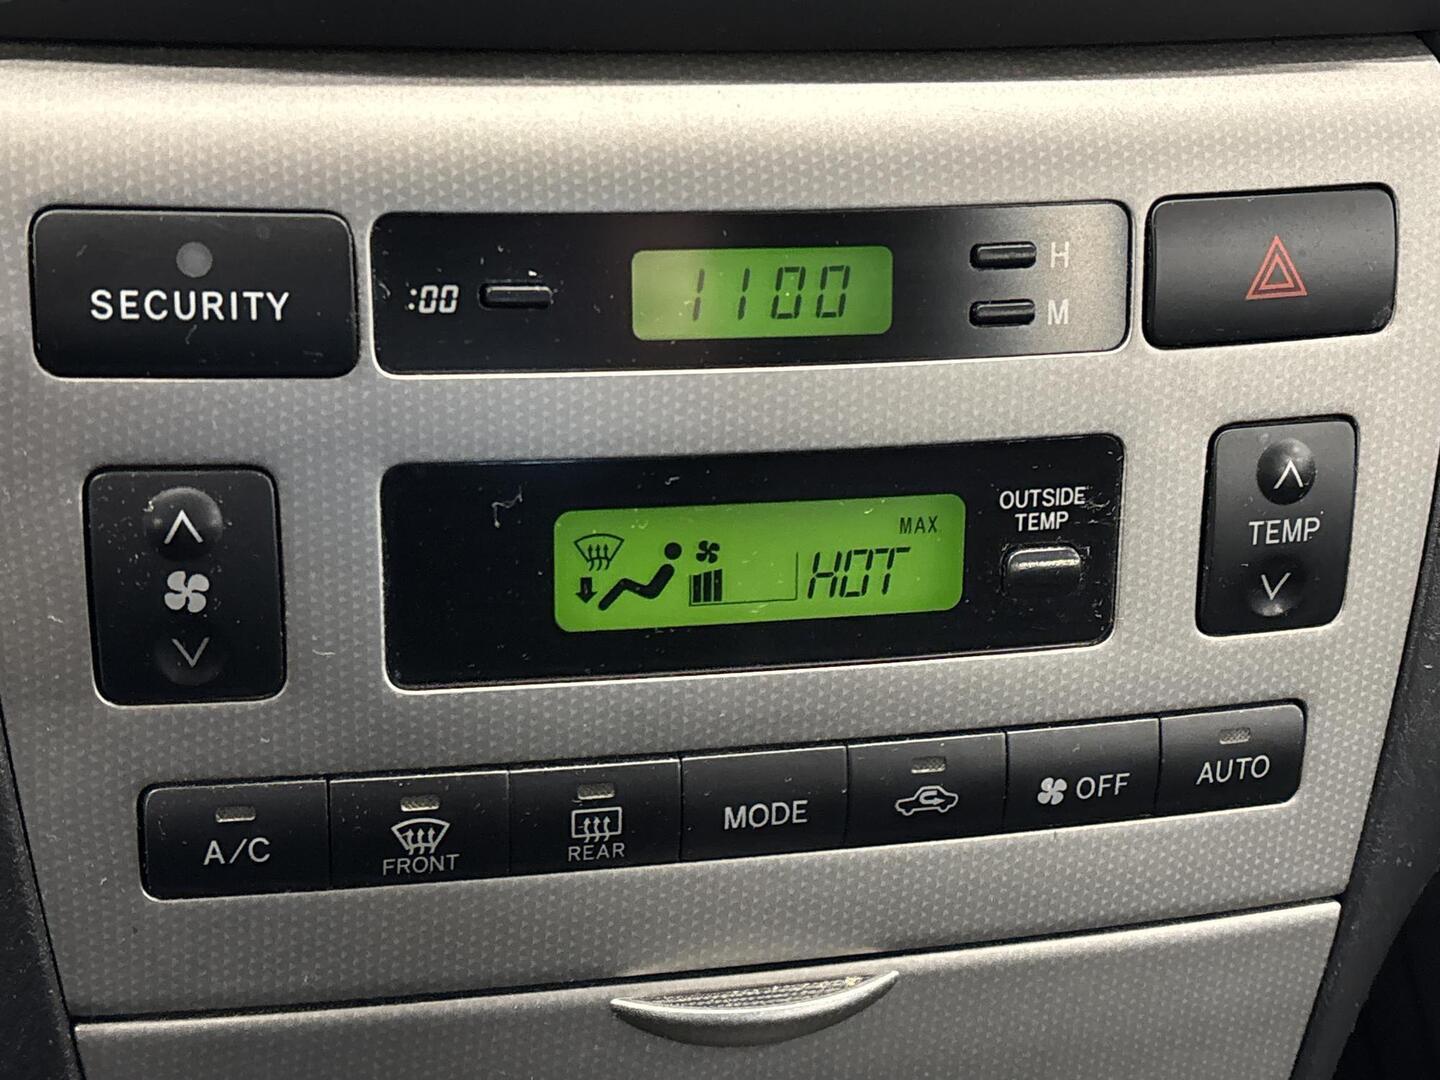 SECURITY
:00
1100
H
M
MAX
HOT
OUTSIDE
TEMP
TEMP
A/C
FRONT
REAR
MODE
OFF
AUTO